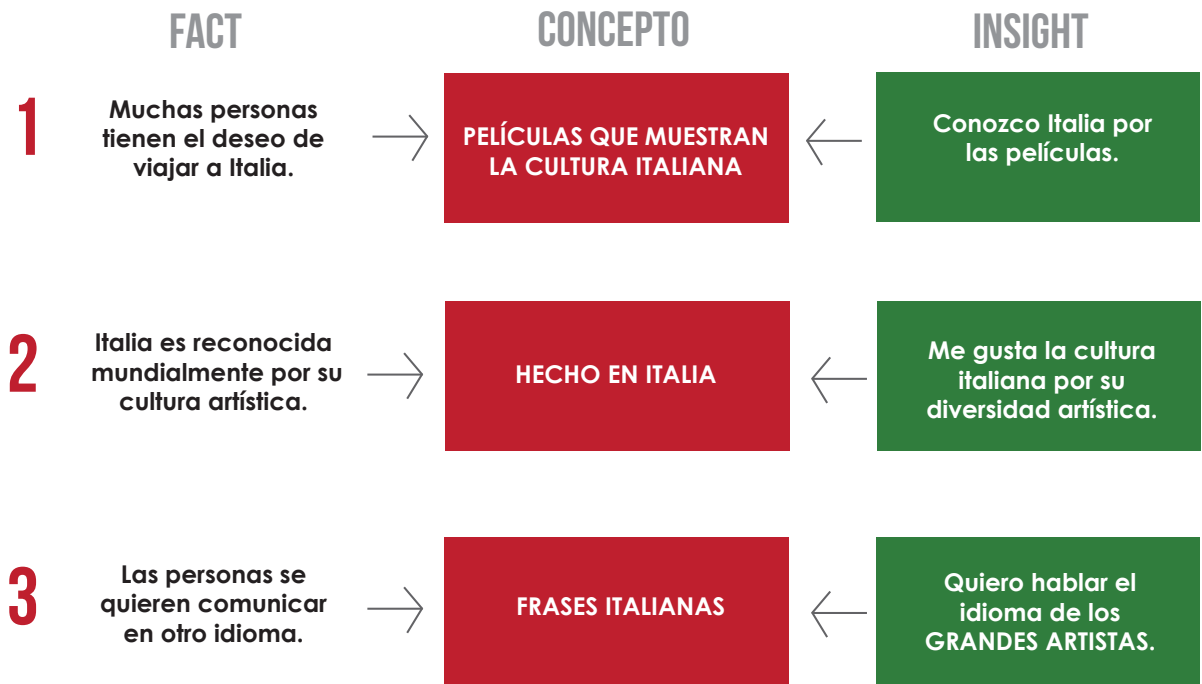 FACT CONCEPTO INSIGHT
1
Muchas personas
tienen el deseo de
viajar a Italia.
PELÍCULAS QUE MUESTRAN
LA CULTURA ITALIANA
Conozco Italia por
las películas.
2
Italia es reconocida
mundialmente por su
cultura artística.
HECHO EN ITALIA
Me gusta la cultura
italiana por su
diversidad artística.
3
Las personas se
quieren comunicar
en otro idioma.
FRASES ITALIANAS
Quiero hablar el
idioma de los
GRANDES ARTISTAS.